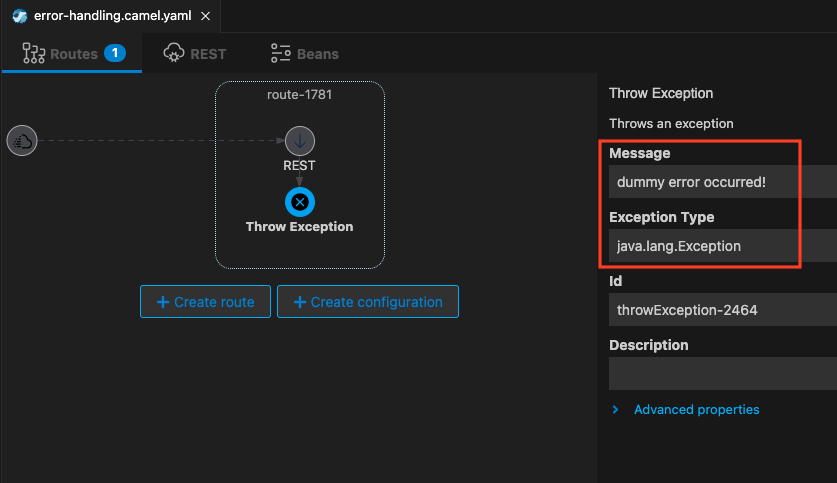 error-handling.camel.yaml
Routes 1 REST Beans
route-1781
REST
Throw Exception
+ Create route
+ Create configuration
Throw Exception
Throws an exception
Message
dummy error occurred!
Exception Type
java.lang.Exception
Id
throwException-2464
Description
Advanced properties